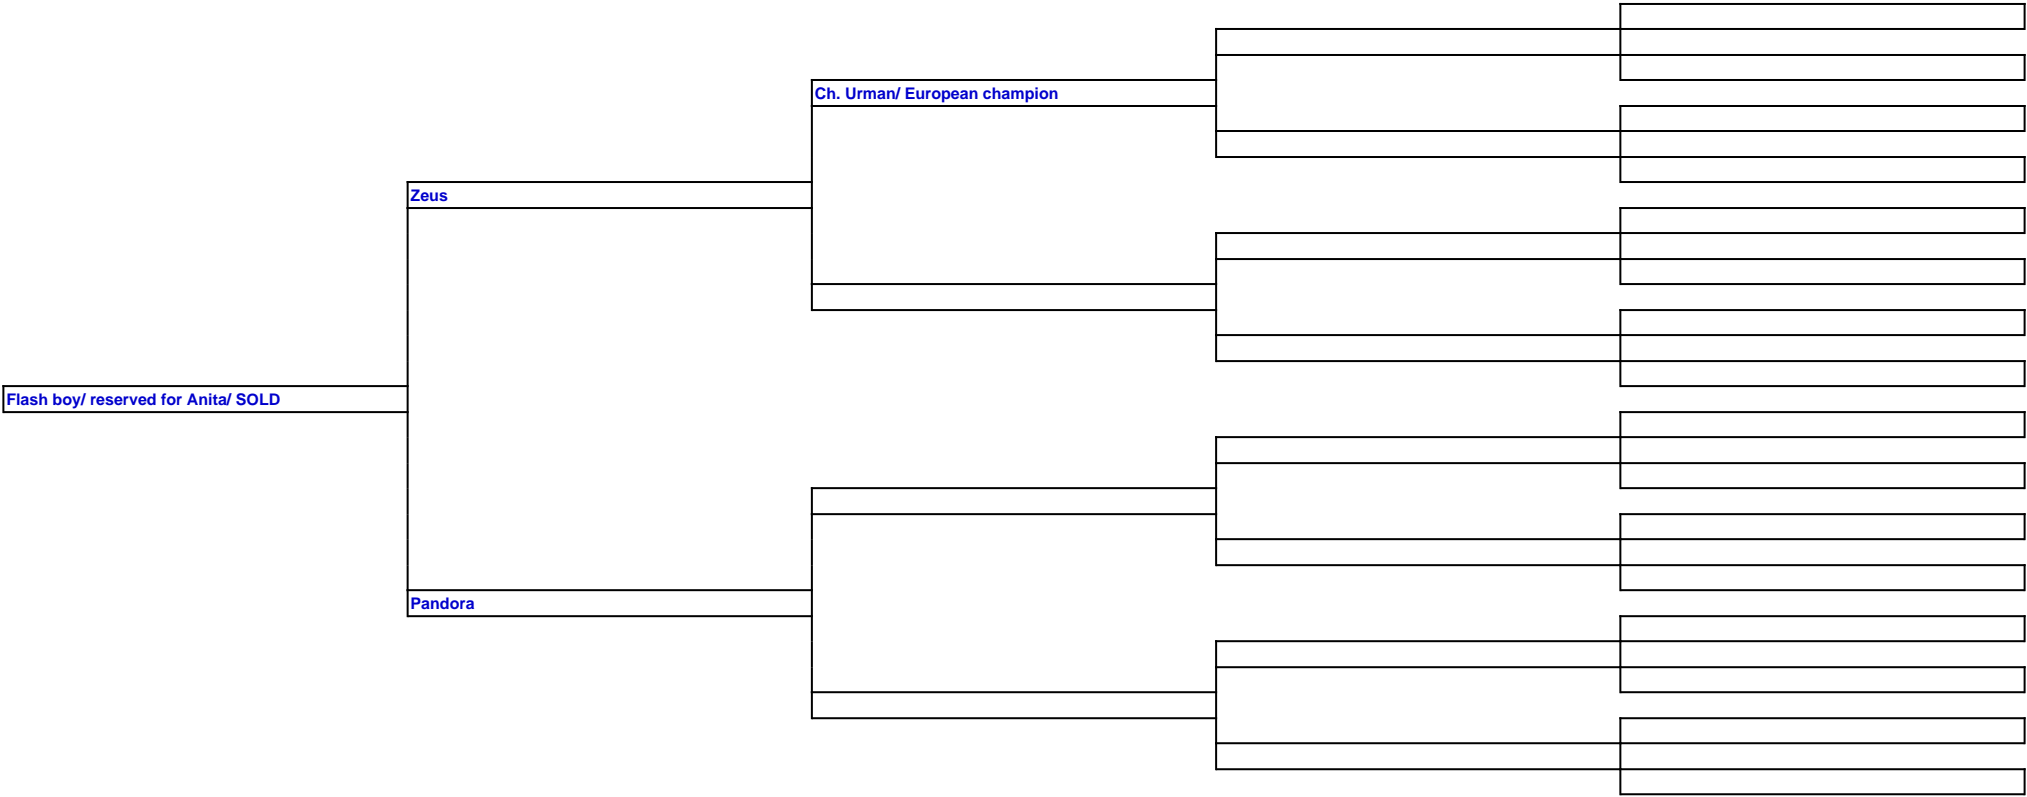 Ch. Urman/ European champion
Zeus
Flash boy/ reserved for Anita/ SOLD
Pandora